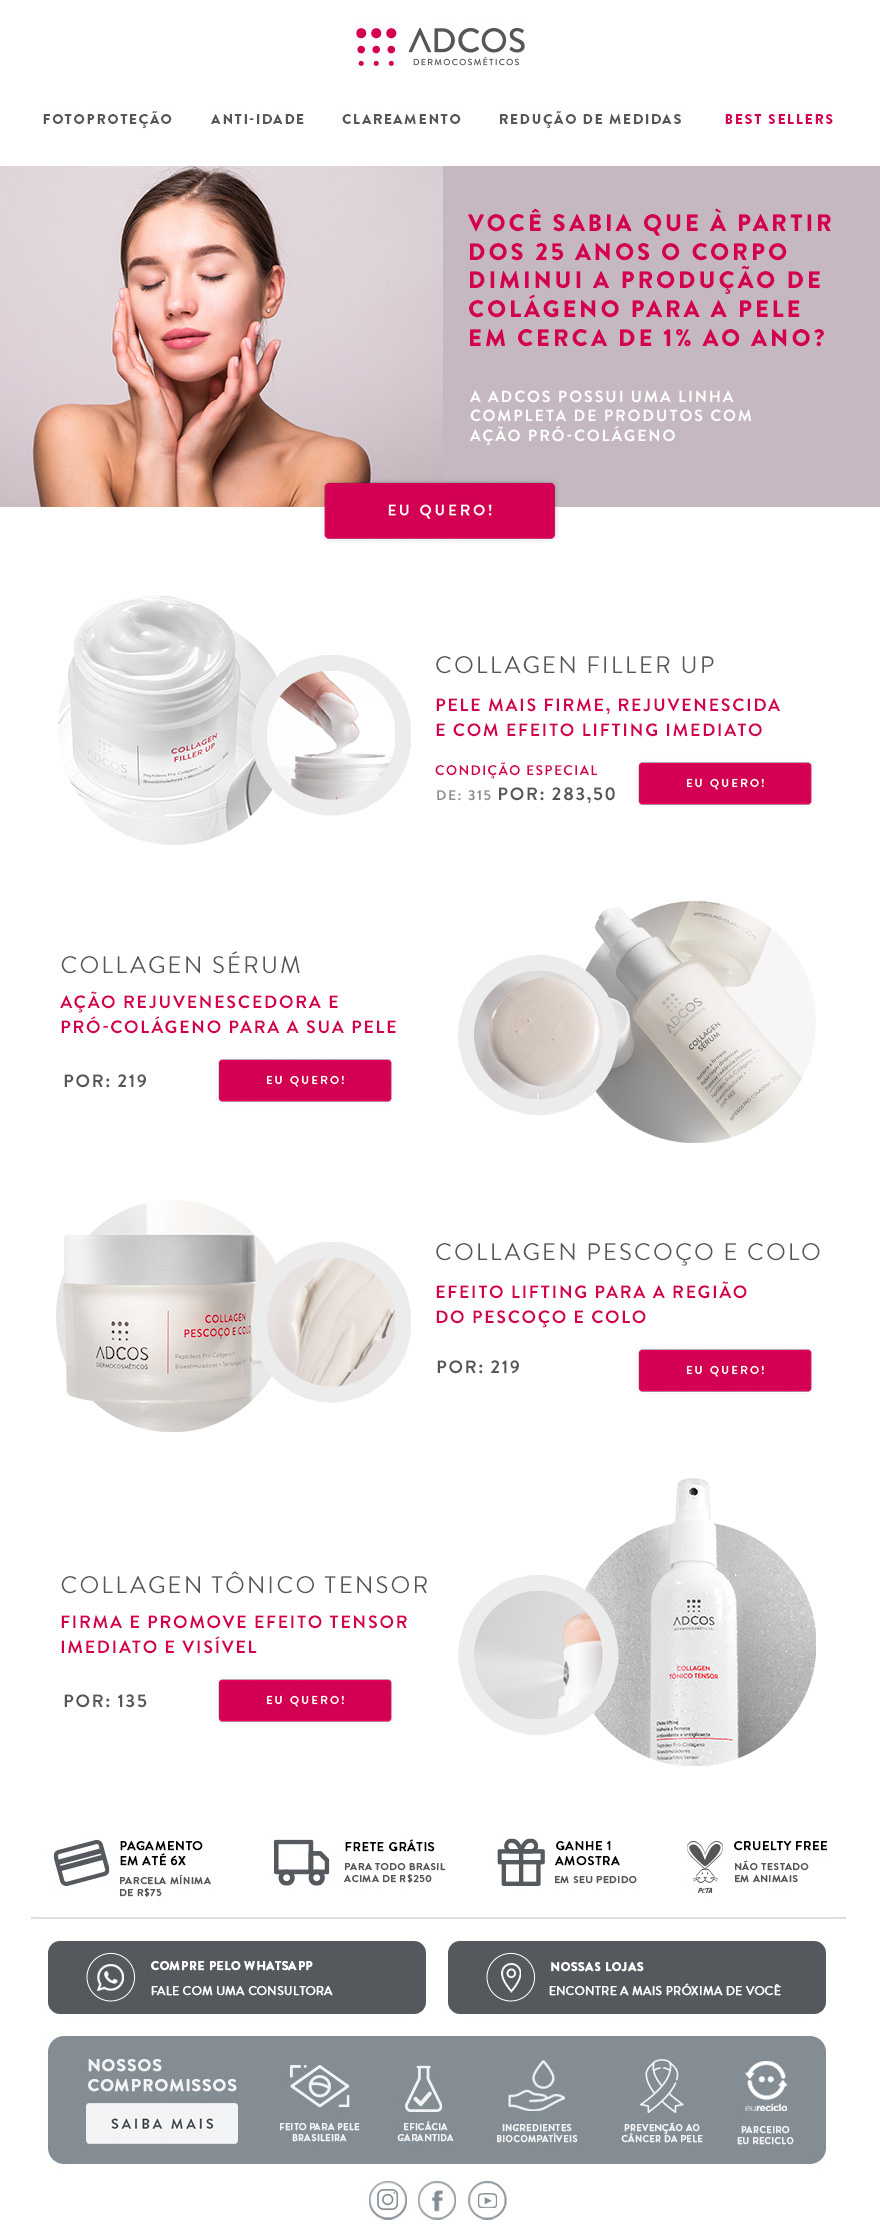 ADCOS
DERMOCOSMÉTICOS
FOTOPROTEÇÃO ANTI-IDADE CLAREAMENTO REDUÇÃO DE MEDIDAS BEST SELLERS
VOCÊ SABIA QUE À PARTIR
DOS 25 ANOS O CORPO
DIMINUI A PRODUÇÃO DE
COLÁGENO PARA A PELE
EM CERCA DE 1% AO ANO?
A ADCOS POSSUI UMA LINHA
COMPLETA DE PRODUTOS COM
AÇÃO PRÓ-COLÁGENO
EU QUERO!
ADCOS
COLLAGEN
FILLER UP
COLLAGEN FILLER UP
PELE MAIS FIRME, REJUVENESCIDA
E COM EFEITO LIFTING IMEDIATO
CONDIÇÃO ESPECIAL
DE: 315 POR: 283,50
EU QUERO!
COLLAGEN SÉRUM
AÇÃO REJUVENESCEDORA E
PRÓ-COLÁGENO PARA A SUA PELE
POR: 219
EU QUERO!
ADCOS
COLLAGEN
SÉRUM
ADCOS
DERMOCOSMÉTICOS
COLLAGEN
PESCOÇO E COLO
Peptídeos Pró-Colágeno +
COLLAGEN PESCOÇO E COLO
EFEITO LIFTING PARA A REGIÃO
DO PESCOÇO E COLO
POR: 219
EU QUERO!
COLLAGEN TÔNICO TENSOR
FIRMA E PROMOVE EFEITO TENSOR
IMEDIATO E VISÍVEL
POR: 135
EU QUERO!
ADCOS
COLLAGEN
TÔNICO TENSOR
PAGAMENTO
EM ATÉ 6X
PARCELA MÍNIMA
DE R$75
FRETE GRÁTIS
PARA TODO BRASIL
ACIMA DE R$250
GANHE 1
AMOSTRA
EM SEU PEDIDO
PETA
CRUELTY FREE
NÃO TESTADO
EM ANIMAIS
COMPRE PELO WHATSAPP
FALE COM UMA CONSULTORA
NOSSAS LOJAS
ENCONTRE A MAIS PRÓXIMA DE VOCÊ
NOSSOS
COMPROMISSOS
SAIBA MAIS
FEITO PARA PELE
BRASILEIRA
EFICÁCIA
GARANTIDA
INGREDIENTES
BIOCOMPATÍVEIS
PREVENÇÃO AO
CÂNCER DA PELE
eureciclo
PARCEIRO
EU RECICLO